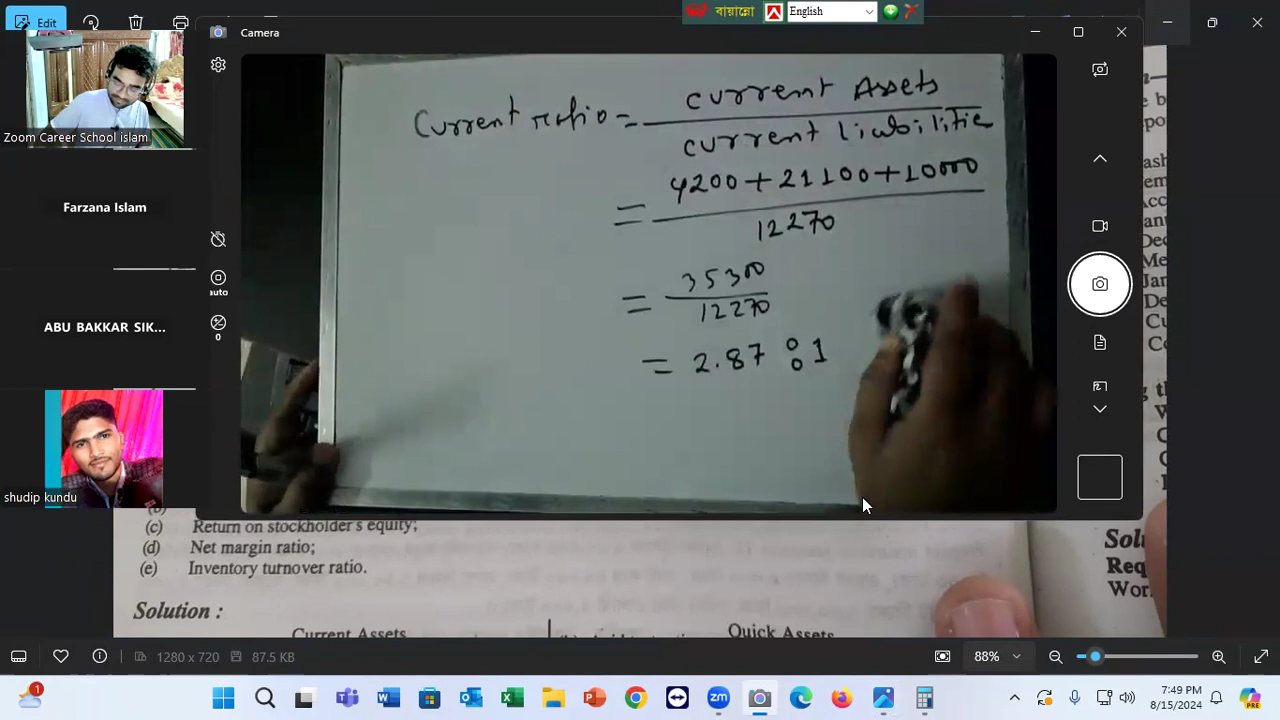 Edit
বায়ান্নো
English
Camera
Zoom Career School islam
Farzana Islam
ABU BAKKAR SIK...
shudip kundu
auto
0
Current ratio = Current Assets
Current liabilities
= 4200 + 21100 + 10000
12270
= 35300
12270
= 2.87 : 1
(c) Return on stockholder's equity;
(d) Net margin ratio;
(e) Inventory turnover ratio.
Solution :
Current Assets
Quick Assets
1280 x 720
87.5 KB
88%
1
7:49 PM
8/15/2024
PRE